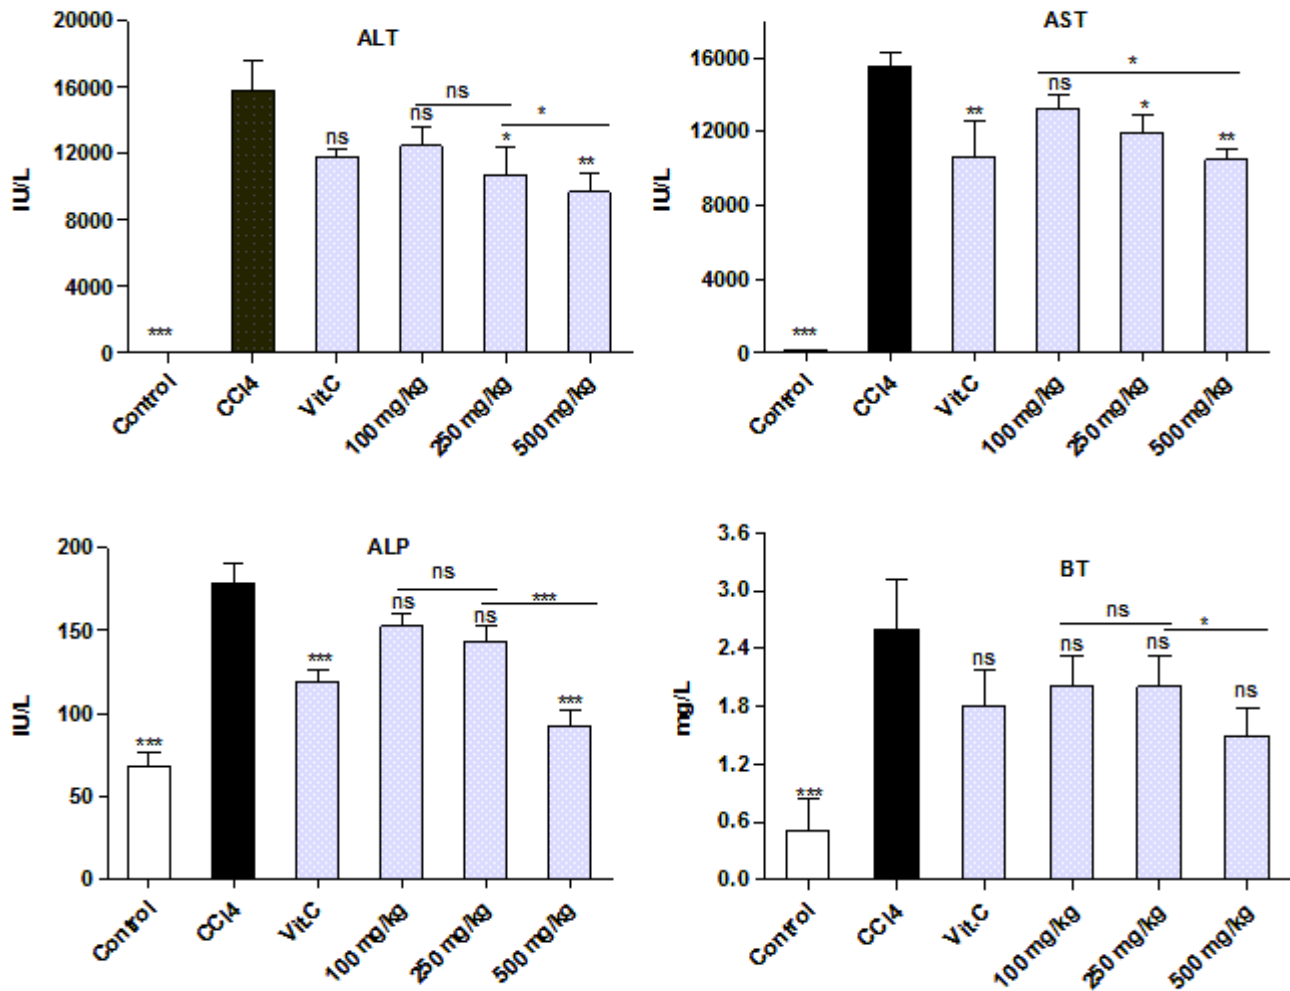 ALT
IU/L
20000
16000
12000
8000
4000
0
***
ns
ns
ns
*
*
**
Control
CCl4
Vit.C
100 mg/kg
250 mg/kg
500 mg/kg
AST
IU/L
16000
12000
8000
4000
0
***
**
ns
*
*
**
Control
CCl4
Vit.C
100 mg/kg
250 mg/kg
500 mg/kg
ALP
IU/L
200
150
100
50
0
***
***
ns
ns
ns
***
***
Control
CCl4
Vit.C
100 mg/kg
250 mg/kg
500 mg/kg
BT
mg/L
3.6
3.0
2.4
1.8
1.2
0.6
0.0
***
ns
ns
ns
ns
*
ns
Control
CCl4
Vit.C
100 mg/kg
250 mg/kg
500 mg/kg